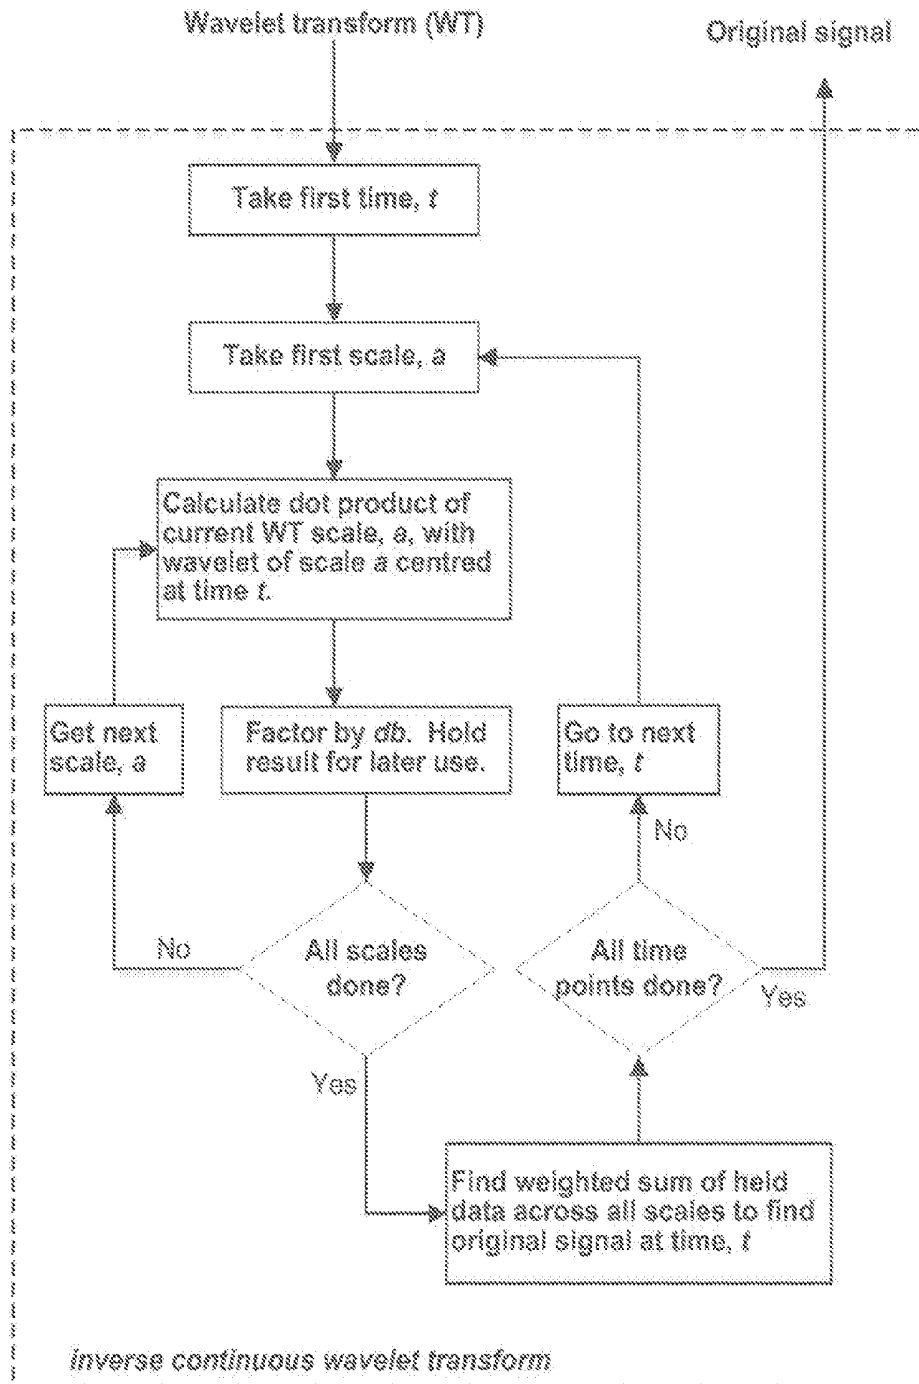 Wavelet transform (WT)
Original signal
Take first time, t
Take first scale, a
Calculate dot product of
current WT scale, a, with
wavelet of scale a centred
at time t.
Get next
scale, a
Factor by db. Hold
result for later use.
Go to next
time, t
No
No
All scales
done?
All time
points done?
Yes
Yes
Find weighted sum of held
data across all scales to find
original signal at time, t
inverse continuous wavelet transform